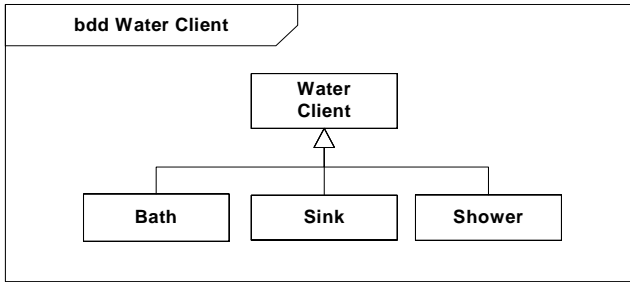 bdd Water Client
Water
Client
Bath
Sink
Shower